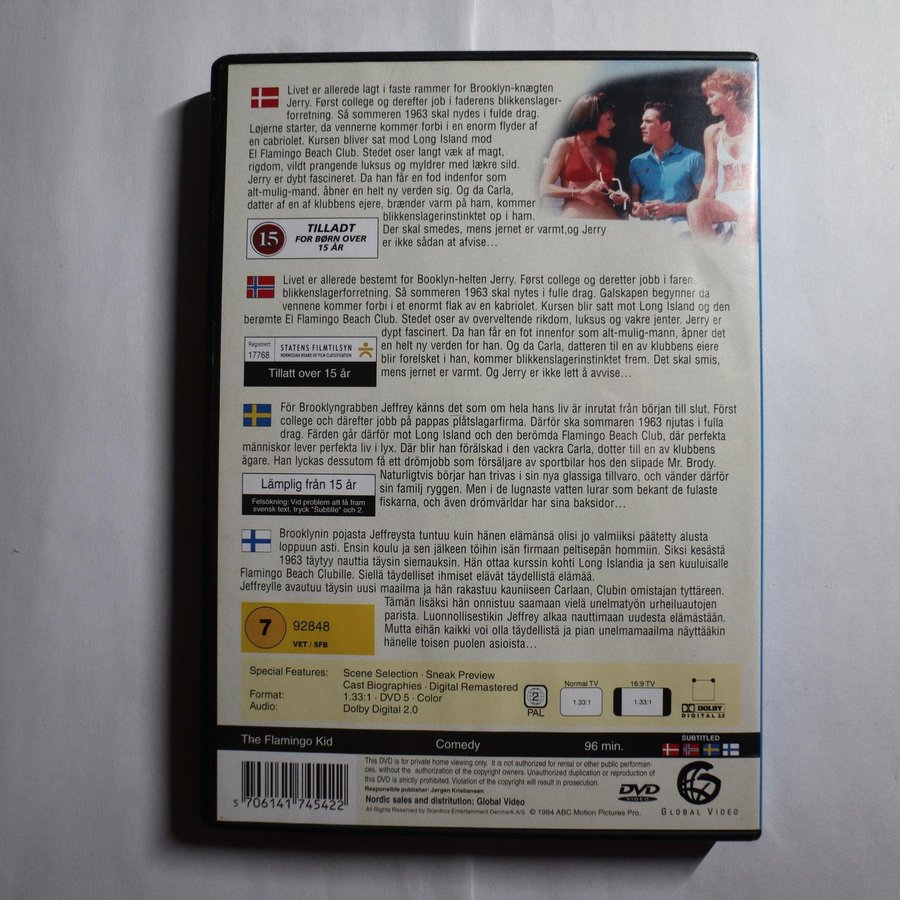 Livet er allerede lagt i faste rammer for Brooklyn-knægten
Jerry. Først college og derefter job i faderens blikkenslager-
forretning. Så sommeren 1963 skal nydes i fulde drag.
Løjerne starter, da vennerne kommer forbi i en enorm flyder af
en cabriolet. Kursen bliver sat mod Long Island mod
El Flamingo Beach Club. Stedet oser langt væk af magt,
rigdom, vildt prangende luksus og myldrer med lækre sild.
Jerry er dybt fascineret. Da han får en fod indenfor som
alt-mulig-mand, åbner en helt ny verden sig. Og da Carla,
datter af en af klubbens ejere, brænder varm på ham, kommer
blikkenslagerinstinktet op i ham.
Der skal smedes, mens jernet er varmt,og Jerry
er ikke sådan at afvise...
15
TILLADT
FOR BØRN OVER
15 ÅR
Livet er allerede bestemt for Booklyn-helten Jerry. Først college og deretter jobb i farens
blikkenslagerforretning. Så sommeren 1963 skal nytes i fulle drag. Galskapen begynner da
vennene kommer forbi i et enormt flak av en kabriolet. Kursen blir satt mot Long Island og den
berømte El Flamingo Beach Club. Stedet oser av overveltende rikdom, luksus og vakre jenter. Jerry er
dypt fascinert. Da han får en fot innenfor som alt-mulig-mann, åpner det
en helt ny verden for han. Og da Carla, datteren til en av klubbens eiere
blir forelsket i han, kommer blikkenslagerinstinktet frem. Det skal smis,
mens jernet er varmt. Og Jerry er ikke lett å avvise...
Registrert
17768
STATENS FILMTILSYN
NORWEGIAN BOARD OF FILM CLASSIFICATION
Tillatt over 15 år
För Brooklyngrabben Jeffrey känns det som om hela hans liv är inrutat från början till slut. Först
college och därefter jobb på pappas plåtslagarfirma. Därför ska sommaren 1963 njutas i fulla
drag. Färden går därför mot Long Island och den berömda Flamingo Beach Club, där perfekta
människor lever perfekta liv i lyx. Där blir han förälskad i den vackra Carla, dotter till en av klubbens
ägare. Han lyckas dessutom få ett drömjobb som försäljare av sportbilar hos den slipade Mr. Brody.
Naturligtvis börjar han trivas i sin nya glassiga tillvaro, och vänder därför
sin familj ryggen. Men i de lugnaste vatten lurar som bekant de fulaste
fiskarna, och även drömvärldar har sina baksidor...
Lämplig från 15 år
Felsökning: Vid problem att få fram
svensk text, tryck "Subtitle" och 2.
Brooklynin pojasta Jeffreysta tuntuu kuin hänen elämänsä olisi jo valmiiksi päätetty alusta
loppuun asti. Ensin koulu ja sen jälkeen töihin isän firmaan peltisepän hommiin. Siksi kesästä
1963 täytyy nauttia täysin siemauksin. Hän ottaa kurssin kohti Long Islandia ja sen kuuluisalle
Flamingo Beach Clubille. Siellä täydelliset ihmiset elävät täydellistä elämää.
Jeffreylle avautuu täysin uusi maailma ja hän rakastuu kauniiseen Carlaan, Clubin omistajan tyttäreen.
Tämän lisäksi hän onnistuu saamaan vielä unelmatyön urheiluautojen
parista. Luonnollisestikin Jeffrey alkaa nauttimaan uudesta elämästään.
Mutta eihän kaikki voi olla täydellistä ja pian unelmamaailma näyttääkin
hänelle toisen puolen asioista...
7
92848
VET / SFB
Special Features: Scene Selection · Sneak Preview
Cast Biographies · Digital Remastered
Format: 1.33:1 · DVD 5 · Color
Audio: Dolby Digital 2.0
2
PAL
Normal TV
1.33:1
16:9 TV
1.33:1
DOLBY
DIGITAL 2.0
The Flamingo Kid Comedy 96 min.
SUBTITLED
5 706141 745422
This DVD is for private home viewing only. It is not authorized for rental or other public performan-
ces, without the authorization of the copyright owners. Unauthorized duplication or reproduction of
this DVD is strictly prohibited. Violation of the copyright will result in prosecution.
Responsible publisher: Jørgen Kristiansen
Nordic sales and distribution: Global Video
All Rights Reserved by Scanbox Entertainment Denmark A/S © 1984 ABC Motion Pictures Pro.
DVD
VIDEO
GLOBAL VIDEO